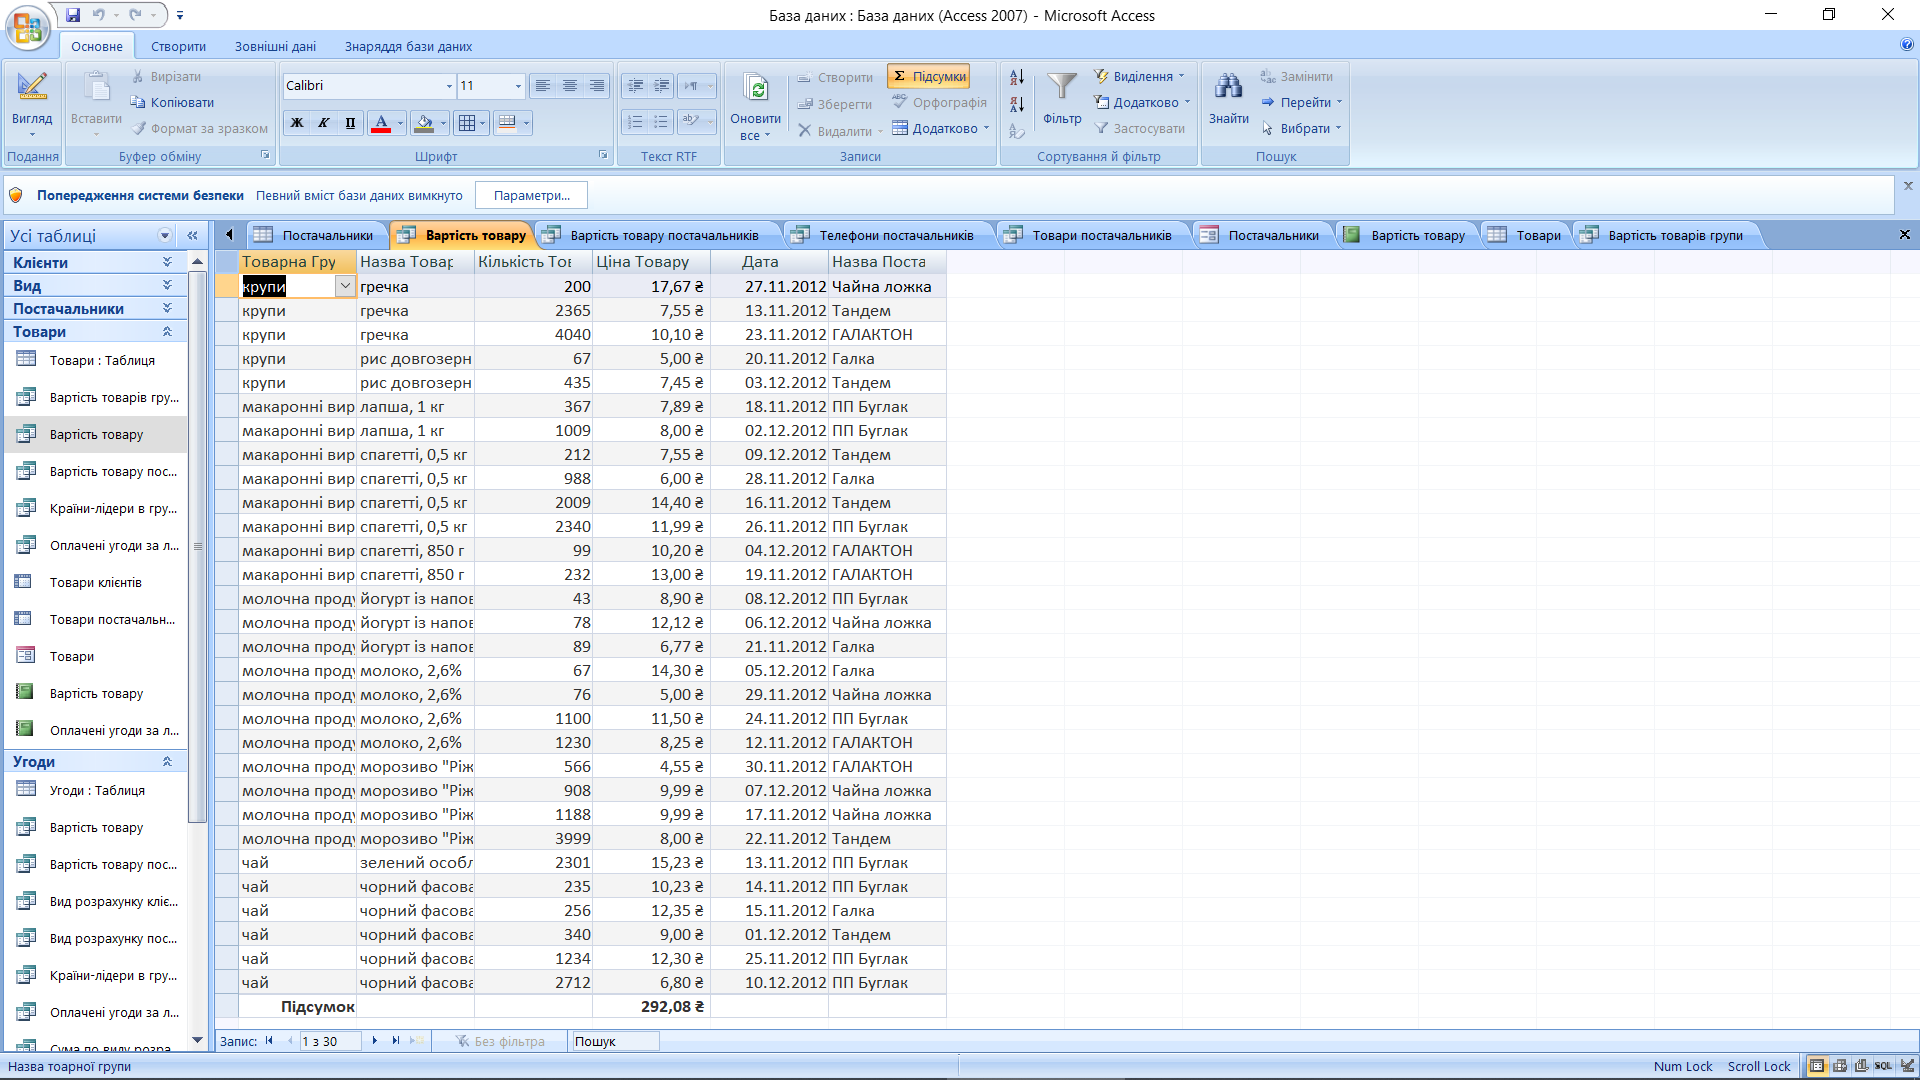 База даних : База даних (Access 2007) - Microsoft Access
Основне Створити Зовнішні дані Знаряддя бази даних
Вигляд
Подання
Вставити
Вирізати
Копіювати
Формат за зразком
Буфер обміну
Calibri 11
Ж К П А
Шрифт
Текст RTF
Оновити все
Створити
Зберегти
Видалити
Σ Підсумки
Орфографія
Додатково
Записи
Фільтр
Виділення
Додатково
Застосувати
Сортування й фільтр
Знайти
Замінити
Перейти
Вибрати
Пошук
Попередження системи безпеки Певний вміст бази даних вимкнуто Параметри...
Усі таблиці
Клієнти
Вид
Постачальники
Товари
Товари : Таблиця
Вартість товарів гру...
Вартість товару
Вартість товару пос...
Країни-лідери в гру...
Оплачені угоди за л...
Товари клієнтів
Товари постачальн...
Товари
Вартість товару
Оплачені угоди за л...
Угоди
Угоди : Таблиця
Вартість товару
Вартість товару пос...
Вид розрахунку кліє...
Вид розрахунку пос...
Країни-лідери в гру...
Оплачені угоди за л...
Сума по виду розра...
Постачальники Вартість товару Вартість товару постачальників Телефони постачальників Товари постачальників Постачальники Вартість товару Товари Вартість товарів групи
Товарна Гру Назва Товар Кількість Тов Ціна Товару Дата Назва Поста
крупи гречка 200 17,67 ₴ 27.11.2012 Чайна ложка
крупи гречка 2365 7,55 ₴ 13.11.2012 Тандем
крупи гречка 4040 10,10 ₴ 23.11.2012 ГАЛАКТОН
крупи рис довгозерн 67 5,00 ₴ 20.11.2012 Галка
крупи рис довгозерн 435 7,45 ₴ 03.12.2012 Тандем
макаронні вир лапша, 1 кг 367 7,89 ₴ 18.11.2012 ПП Буглак
макаронні вир лапша, 1 кг 1009 8,00 ₴ 02.12.2012 ПП Буглак
макаронні вир спагетті, 0,5 кг 212 7,55 ₴ 09.12.2012 Тандем
макаронні вир спагетті, 0,5 кг 988 6,00 ₴ 28.11.2012 Галка
макаронні вир спагетті, 0,5 кг 2009 14,40 ₴ 16.11.2012 Тандем
макаронні вир спагетті, 0,5 кг 2340 11,99 ₴ 26.11.2012 ПП Буглак
макаронні вир спагетті, 850 г 99 10,20 ₴ 04.12.2012 ГАЛАКТОН
макаронні вир спагетті, 850 г 232 13,00 ₴ 19.11.2012 ГАЛАКТОН
молочна проду йогурт із напов 43 8,90 ₴ 08.12.2012 ПП Буглак
молочна проду йогурт із напов 78 12,12 ₴ 06.12.2012 Чайна ложка
молочна проду йогурт із напов 89 6,77 ₴ 21.11.2012 Галка
молочна проду молоко, 2,6% 67 14,30 ₴ 05.12.2012 Галка
молочна проду молоко, 2,6% 76 5,00 ₴ 29.11.2012 Чайна ложка
молочна проду молоко, 2,6% 1100 11,50 ₴ 24.11.2012 ПП Буглак
молочна проду молоко, 2,6% 1230 8,25 ₴ 12.11.2012 ГАЛАКТОН
молочна проду морозиво "Ріж 566 4,55 ₴ 30.11.2012 ГАЛАКТОН
молочна проду морозиво "Ріж 908 9,99 ₴ 07.12.2012 Чайна ложка
молочна проду морозиво "Ріж 1188 9,99 ₴ 17.11.2012 Чайна ложка
молочна проду морозиво "Ріж 3999 8,00 ₴ 22.11.2012 Тандем
чай зелений особл 2301 15,23 ₴ 13.11.2012 ПП Буглак
чай чорний фасова 235 10,23 ₴ 14.11.2012 ПП Буглак
чай чорний фасова 256 12,35 ₴ 15.11.2012 Галка
чай чорний фасова 340 9,00 ₴ 01.12.2012 Тандем
чай чорний фасова 1234 12,30 ₴ 25.11.2012 ПП Буглак
чай чорний фасова 2712 6,80 ₴ 10.12.2012 ПП Буглак
Підсумок 292,08 ₴
Запис: 1 з 30 Без фільтра Пошук
Назва тоарної групи Num Lock Scroll Lock SQL